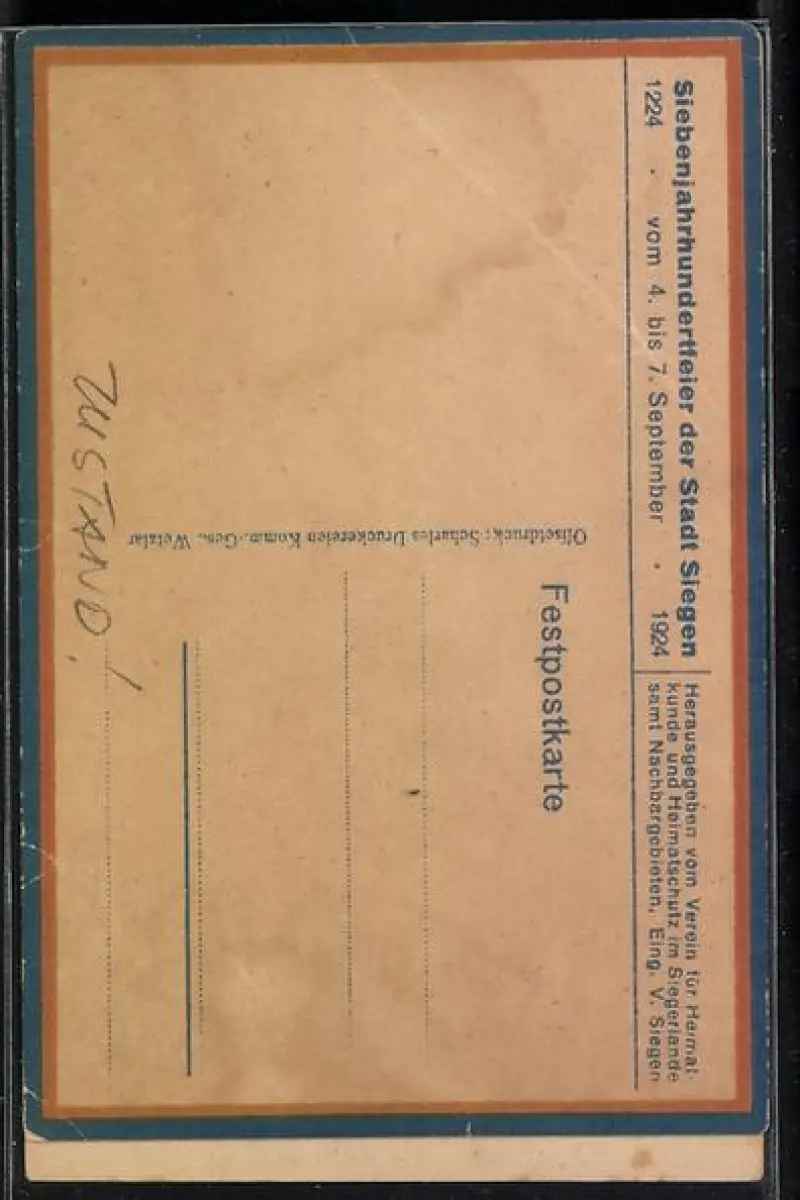 Siebenjahrhundertfeier der Stadt Siegen
1224 · vom 4. bis 7. September · 1924
Herausgegeben vom Verein für Heimat-
kunde und Heimatschutz im Siegerlande
samt Nachbargebieten, Eing. V. Siegen
Festpostkarte
Offsetdruck: Scharfes Druckereien Komm.-Ges., Wetzlar
ZUSTAND!